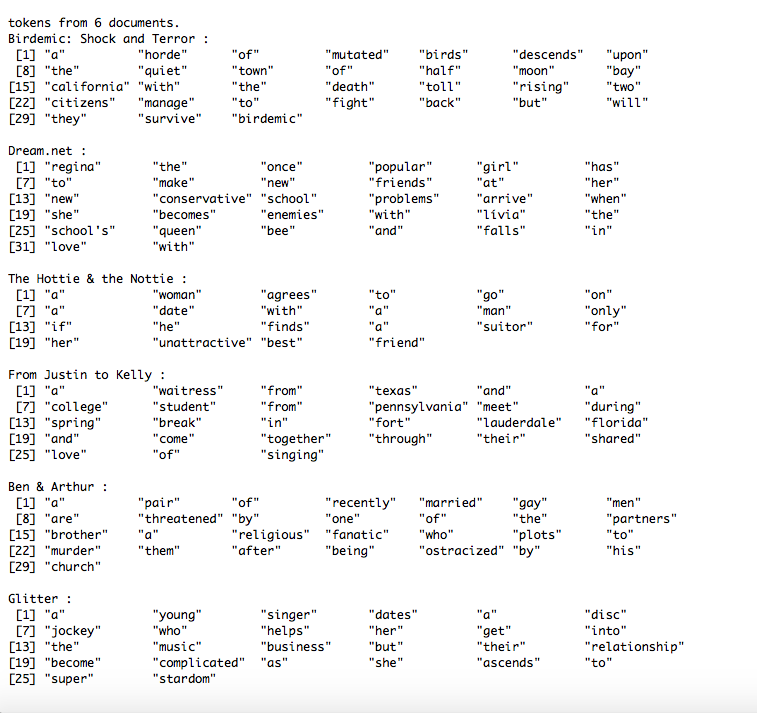 tokens from 6 documents.
Birdemic: Shock and Terror :
 [1] "a"          "horde"      "of"         "mutated"    "birds"      "descends"   "upon"
 [8] "the"        "quiet"      "town"       "of"         "half"       "moon"       "bay"
[15] "california" "with"       "the"        "death"      "toll"       "rising"     "two"
[22] "citizens"   "manage"     "to"         "fight"      "back"       "but"        "will"
[29] "they"       "survive"    "birdemic"

Dream.net :
 [1] "regina"       "the"          "once"         "popular"      "girl"         "has"
 [7] "to"           "make"         "new"          "friends"      "at"           "her"
[13] "new"          "conservative" "school"       "problems"     "arrive"       "when"
[19] "she"          "becomes"      "enemies"      "with"         "lívia"        "the"
[25] "school's"     "queen"        "bee"          "and"          "falls"        "in"
[31] "love"         "with"

The Hottie & the Nottie :
 [1] "a"            "woman"        "agrees"       "to"           "go"           "on"
 [7] "a"            "date"         "with"         "a"            "man"          "only"
[13] "if"           "he"           "finds"        "a"            "suitor"       "for"
[19] "her"          "unattractive" "best"         "friend"

From Justin to Kelly :
 [1] "a"            "waitress"     "from"         "texas"        "and"          "a"
 [7] "college"      "student"      "from"         "pennsylvania" "meet"         "during"
[13] "spring"       "break"        "in"           "fort"         "lauderdale"   "florida"
[19] "and"          "come"         "together"     "through"      "their"        "shared"
[25] "love"         "of"           "singing"

Ben & Arthur :
 [1] "a"          "pair"       "of"         "recently"   "married"    "gay"        "men"
 [8] "are"        "threatened" "by"         "one"        "of"         "the"        "partners"
[15] "brother"    "a"          "religious"  "fanatic"    "who"        "plots"      "to"
[22] "murder"     "them"       "after"      "being"      "ostracized" "by"         "his"
[29] "church"

Glitter :
 [1] "a"            "young"        "singer"       "dates"        "a"            "disc"
 [7] "jockey"       "who"          "helps"        "her"          "get"          "into"
[13] "the"          "music"        "business"     "but"          "their"        "relationship"
[19] "become"       "complicated"  "as"           "she"          "ascends"      "to"
[25] "super"        "stardom"